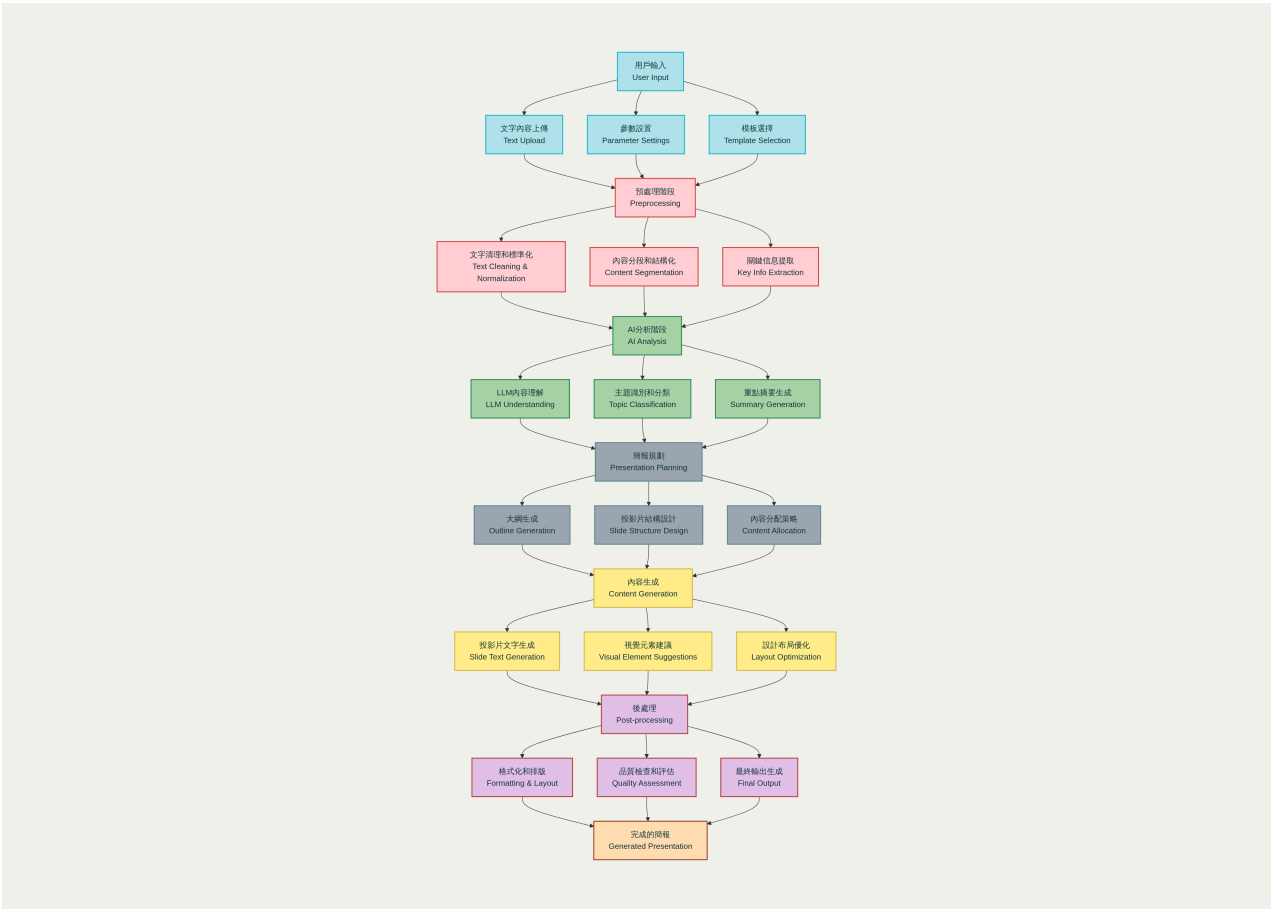 用戶輸入
User Input
文字內容上傳
Text Upload
參數設置
Parameter Settings
模板選擇
Template Selection
預處理階段
Preprocessing
文字清理和標準化
Text Cleaning &
Normalization
內容分段和結構化
Content Segmentation
關鍵信息提取
Key Info Extraction
AI分析階段
AI Analysis
LLM內容理解
LLM Understanding
主題識別和分類
Topic Classification
重點摘要生成
Summary Generation
簡報規劃
Presentation Planning
大綱生成
Outline Generation
投影片結構設計
Slide Structure Design
內容分配策略
Content Allocation
內容生成
Content Generation
投影片文字生成
Slide Text Generation
視覺元素建議
Visual Element Suggestions
設計布局優化
Layout Optimization
後處理
Post-processing
格式化和排版
Formatting & Layout
品質檢查和評估
Quality Assessment
最終輸出生成
Final Output
完成的簡報
Generated Presentation